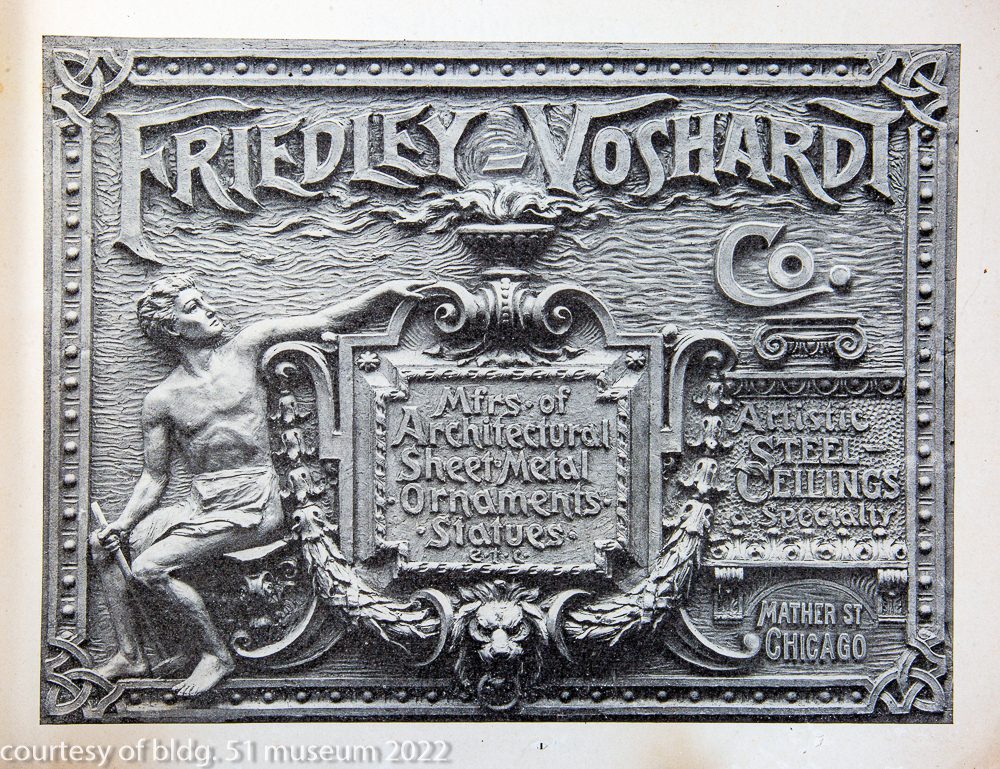 FRIEDLEY=VOSHARDT
Co.
Mfrs·of
Architectural
Sheet·Metal
Ornaments·
·Statues·
e·t·c·
Artistic
STEEL-
CEILINGS
a Specialty
MATHER ST
CHICAGO
courtesy of bldg. 51 museum 2022